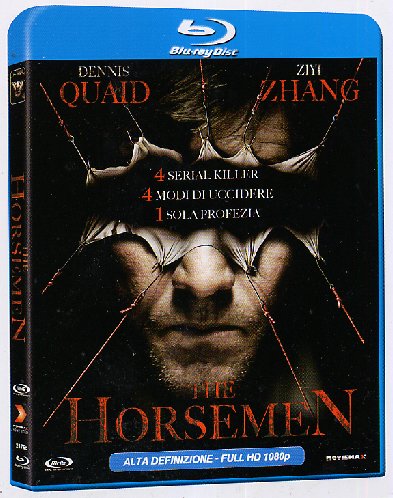 Blu-ray Disc
DENNIS
QUAID
ZIYI
ZHANG
4 SERIAL KILLER
4 MODI DI UCCIDERE
1 SOLA PROFEZIA
THE
HORSEMEN
ALTA DEFINIZIONE - FULL HD 1080p
THE HORSEMEN